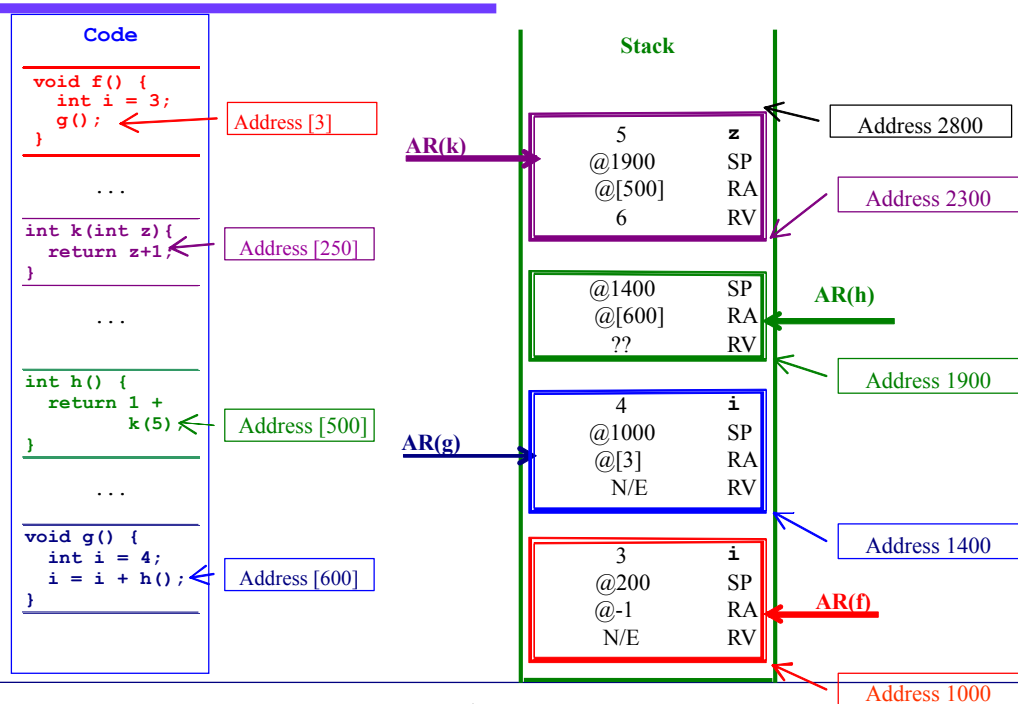 Code
void f() {
int i = 3;
g();
}
Address [3]
...
int k(int z){
return z+1;
}
Address [250]
...
int h() {
return 1 +
k(5);
}
Address [500]
...
void g() {
int i = 4;
i = i + h();
}
Address [600]
Stack
Address 2800
AR(k)
5 z
@1900 SP
@[500] RA
6 RV
Address 2300
@1400 SP
@[600] RA
?? RV
AR(h)
Address 1900
AR(g)
4 i
@1000 SP
@[3] RA
N/E RV
Address 1400
3 i
@200 SP
@-1 RA
N/E RV
AR(f)
Address 1000